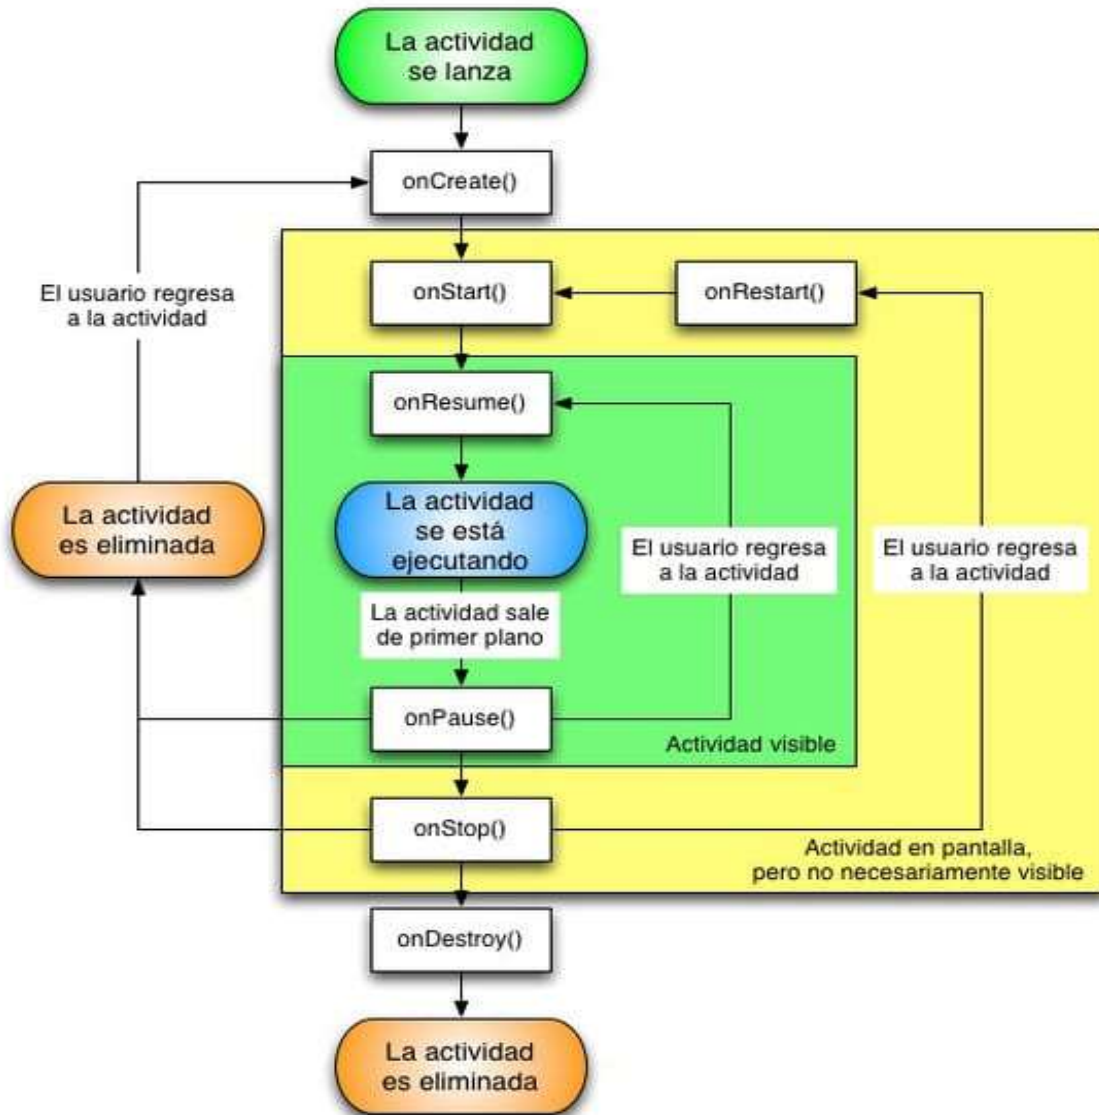 La actividad
se lanza
onCreate()
onStart()
onRestart()
El usuario regresa
a la actividad
onResume()
La actividad
es eliminada
La actividad
se está
ejecutando
El usuario regresa
a la actividad
El usuario regresa
a la actividad
La actividad sale
de primer plano
onPause()
Actividad visible
onStop()
Actividad en pantalla,
pero no necesariamente visible
onDestroy()
La actividad
es eliminada